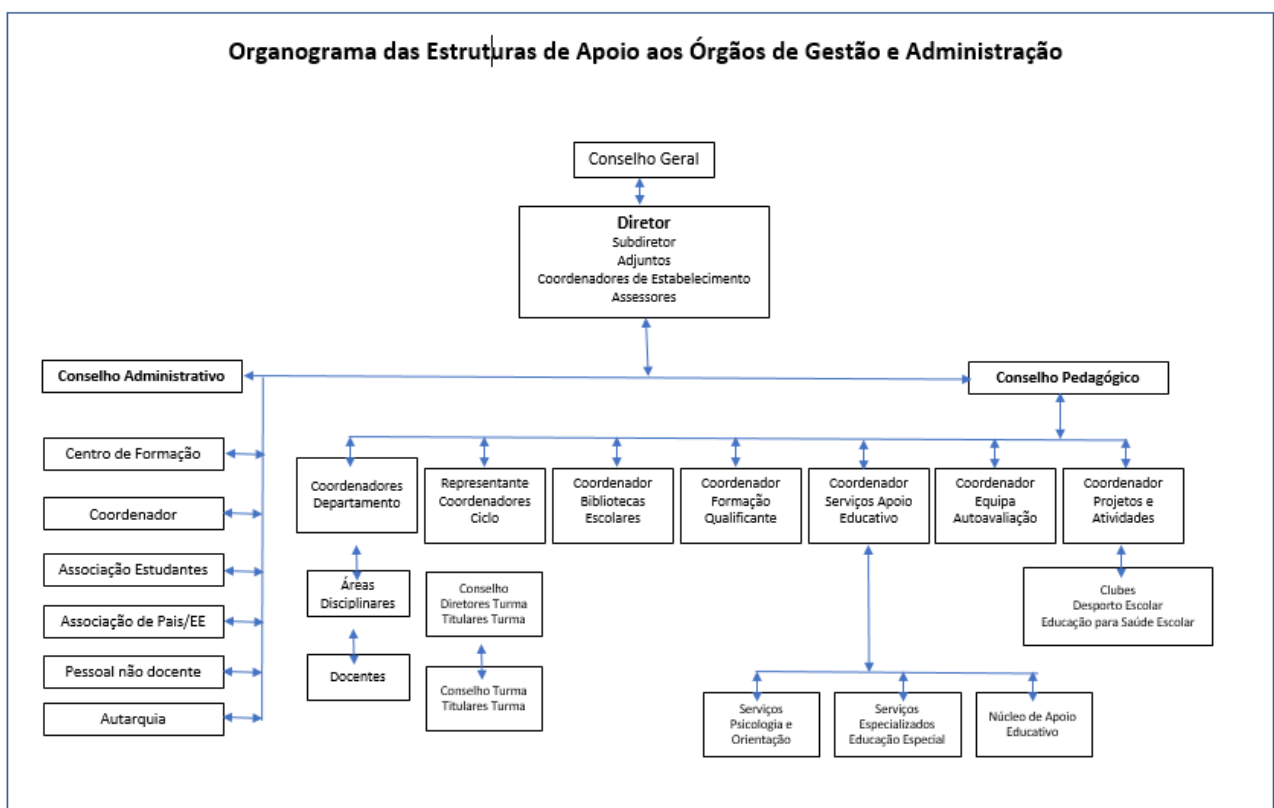 Organograma das Estruturas de Apoio aos Órgãos de Gestão e Administração
Conselho Geral
Diretor
Subdiretor
Adjuntos
Coordenadores de Estabelecimento
Assessores
Conselho Administrativo
Conselho Pedagógico
Centro de Formação
Coordenador
Associação Estudantes
Associação de Pais/EE
Pessoal não docente
Autarquia
Coordenadores
Departamento
Representante
Coordenadores
Ciclo
Coordenador
Bibliotecas
Escolares
Coordenador
Formação
Qualificante
Coordenador
Serviços Apoio
Educativo
Coordenador
Equipa
Autoavaliação
Coordenador
Projetos e
Atividades
Áreas
Disciplinares
Docentes
Conselho
Diretores Turma
Titulares Turma
Conselho Turma
Titulares Turma
Clubes
Desporto Escolar
Educação para Saúde Escolar
Serviços
Psicologia e
Orientação
Serviços
Especializados
Educação Especial
Núcleo de Apoio
Educativo